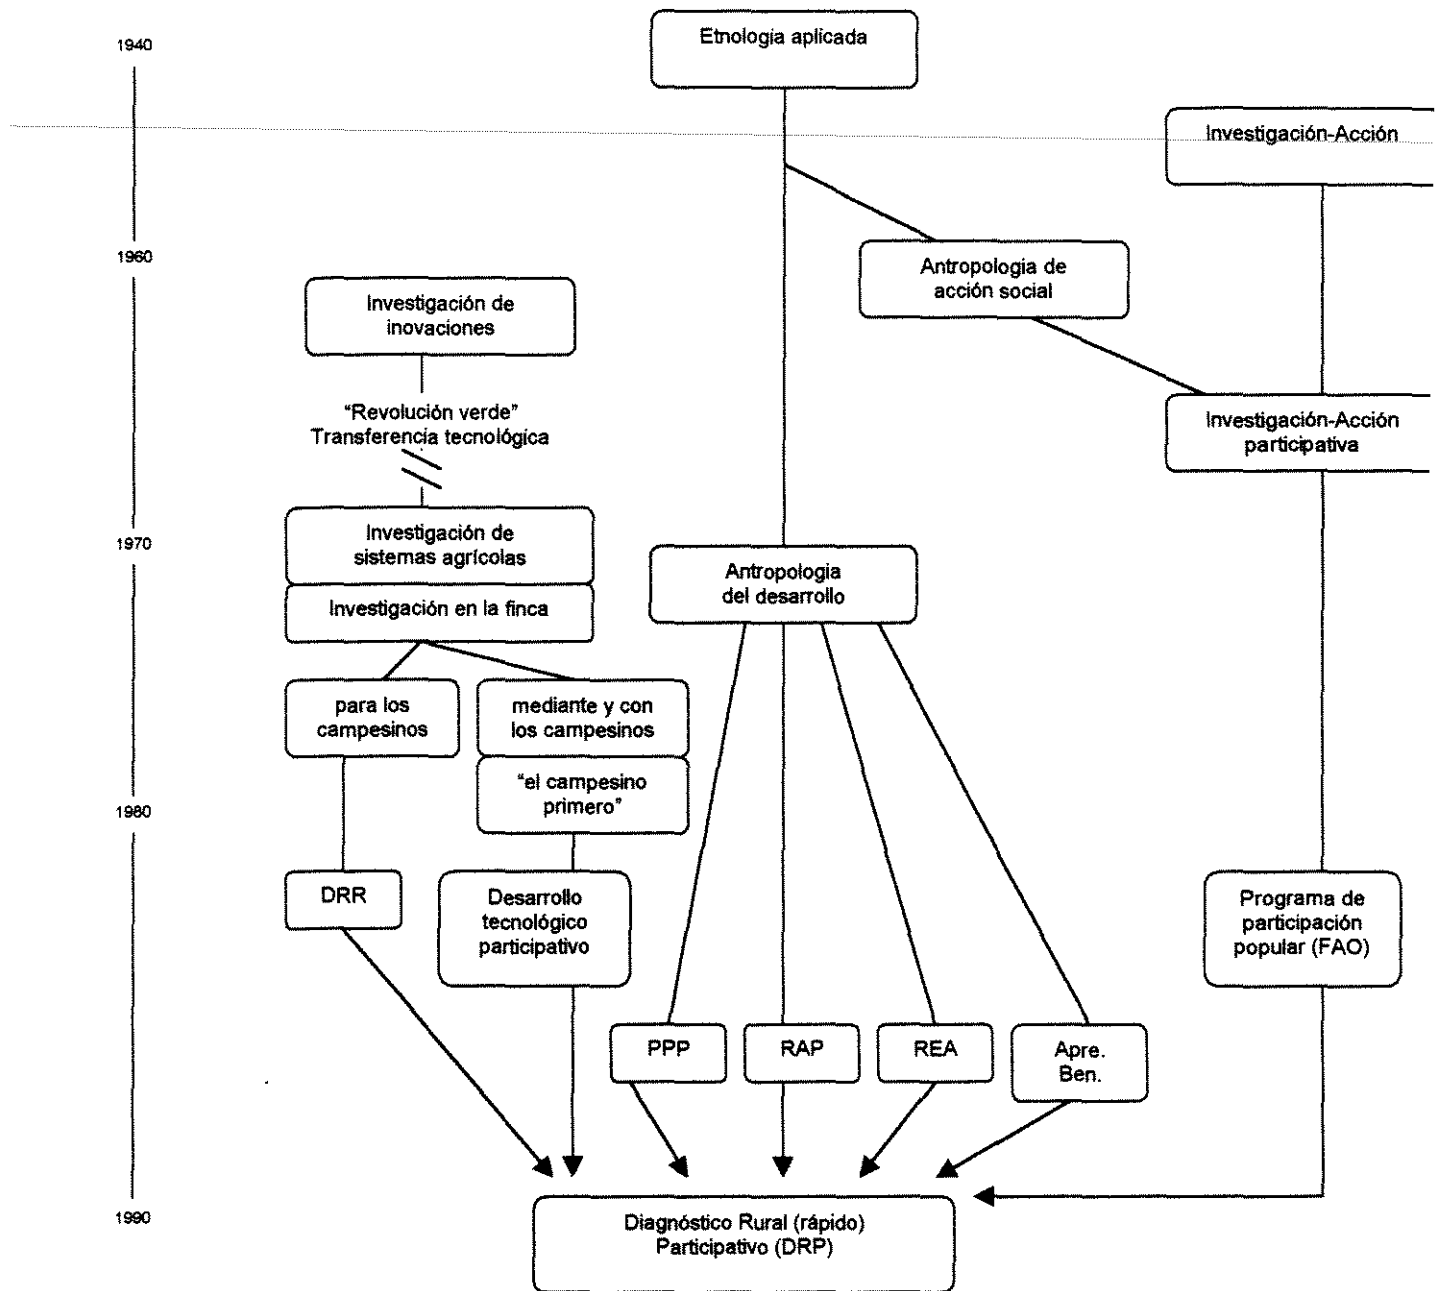 1940
Etnologia aplicada
Investigación-Acción
1960
Antropologia de
acción social
Investigación de
inovaciones
"Revolución verde"
Transferencia tecnológica
Investigación-Acción
participativa
1970
Investigación de
sistemas agrícolas
Investigación en la finca
Antropologia
del desarrollo
para los
campesinos
mediante y con
los campesinos
"el campesino
primero"
1980
DRR
Desarrollo
tecnológico
participativo
Programa de
participación
popular (FAO)
PPP
RAP
REA
Apre.
Ben.
1990
Diagnóstico Rural (rápido)
Participativo (DRP)